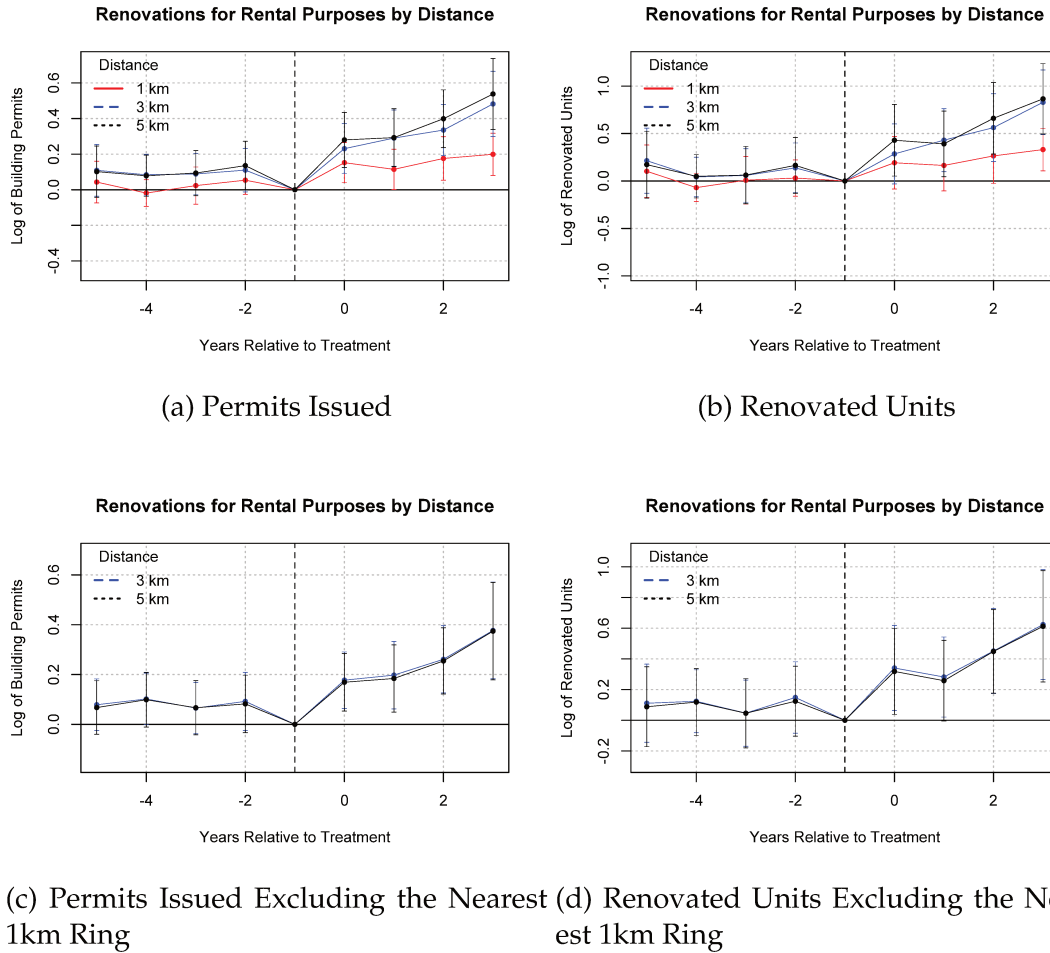 Renovations for Rental Purposes by Distance
Log of Building Permits
0.6
0.4
0.2
0.0
-0.4
Distance
1 km
3 km
5 km
-4
-2
0
2
Years Relative to Treatment
(a) Permits Issued
Renovations for Rental Purposes by Distance
Log of Renovated Units
1.0
0.5
0.0
-0.5
-1.0
Distance
1 km
3 km
5 km
-4
-2
0
2
Years Relative to Treatment
(b) Renovated Units
Renovations for Rental Purposes by Distance
Log of Building Permits
0.6
0.4
0.2
0.0
Distance
3 km
5 km
-4
-2
0
2
Years Relative to Treatment
(c) Permits Issued Excluding the Nearest
1km Ring
Renovations for Rental Purposes by Distance
Log of Renovated Units
1.0
0.6
0.2
-0.2
Distance
3 km
5 km
-4
-2
0
2
Years Relative to Treatment
(d) Renovated Units Excluding the Ne
est 1km Ring